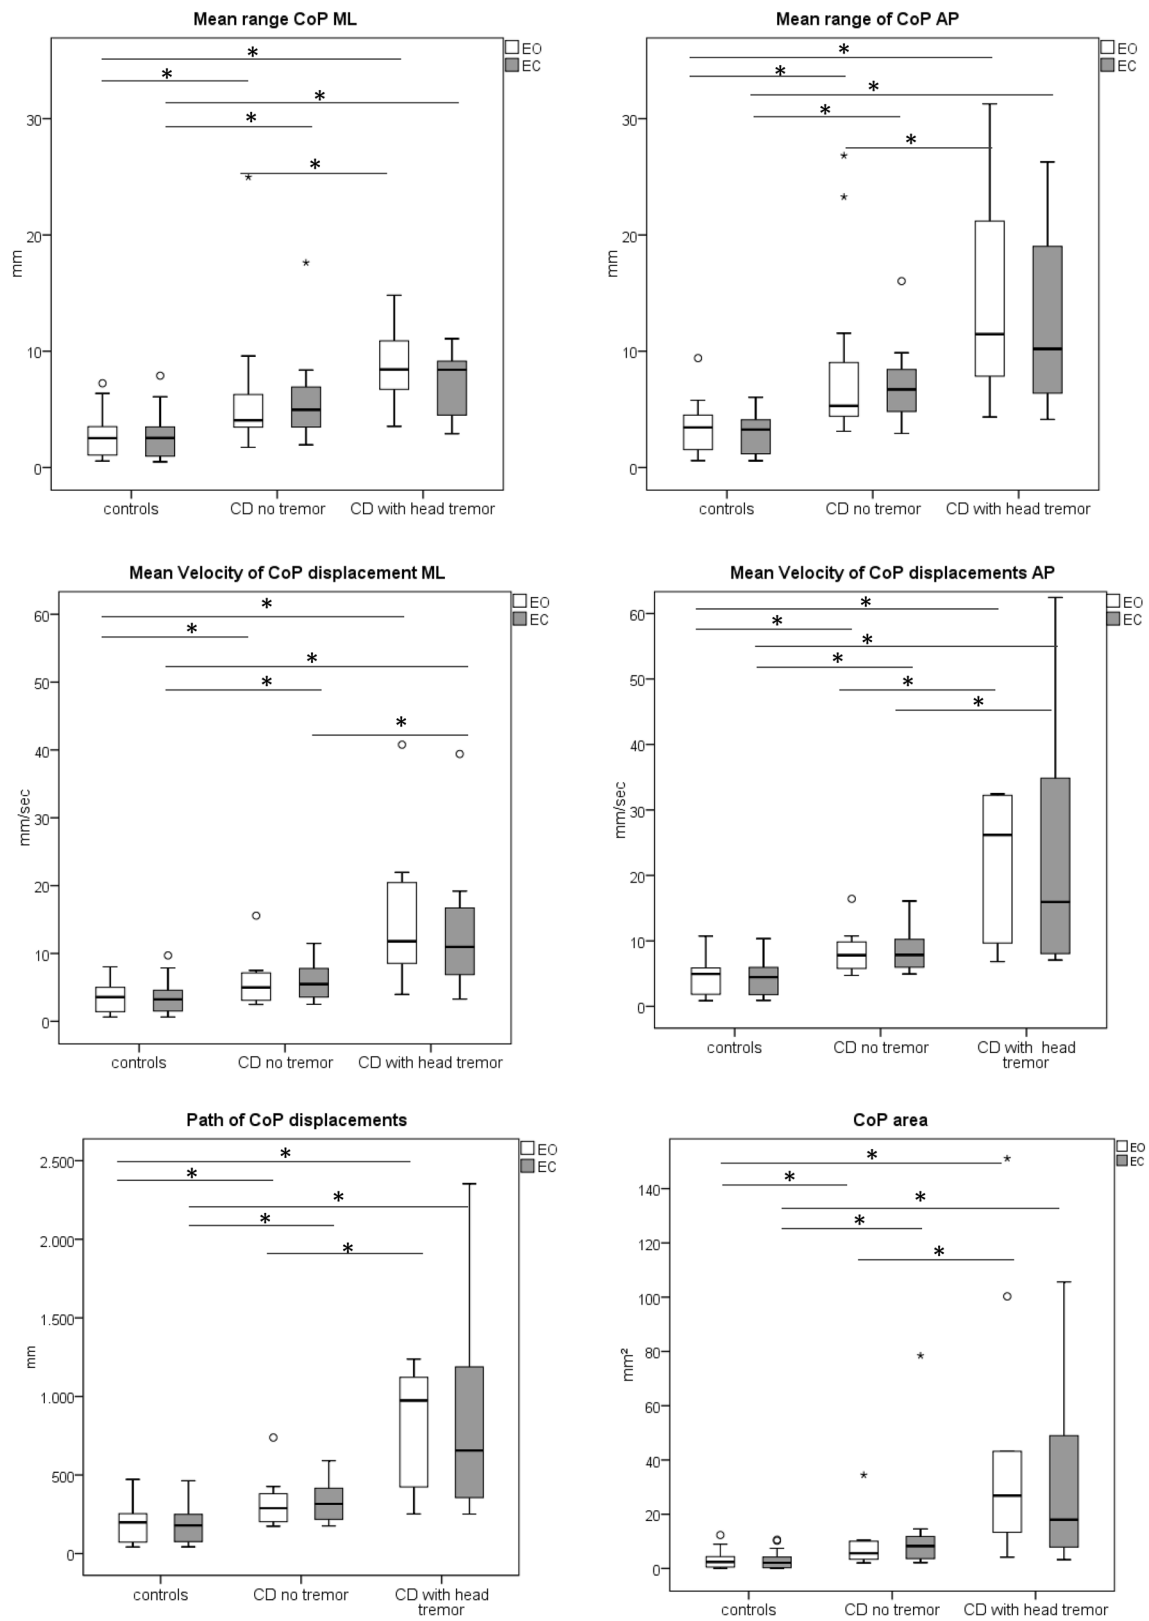 Mean range CoP ML
EO
EC
*
*
*
*
*
*
*
30
20
10
0
mm
controls
CD no tremor
CD with head tremor
Mean range of CoP AP
EO
EC
*
*
*
*
*
*
*
30
20
10
0
mm
controls
CD no tremor
CD with head tremor
Mean Velocity of CoP displacement ML
EO
EC
*
*
*
*
*
60
50
40
30
20
10
0
mm/sec
controls
CD no tremor
CD with head tremor
Mean Velocity of CoP displacements AP
EO
EC
*
*
*
*
*
*
60
50
40
30
20
10
0
mm/sec
controls
CD no tremor
CD with head
tremor
Path of CoP displacements
EO
EC
*
*
*
*
*
2.500
2.000
1.500
1.000
500
0
mm
controls
CD no tremor
CD with head
tremor
CoP area
EO
EC
*
*
*
*
*
*
*
*
140
120
100
80
60
40
20
0
mm²
controls
CD no tremor
CD with head
tremor